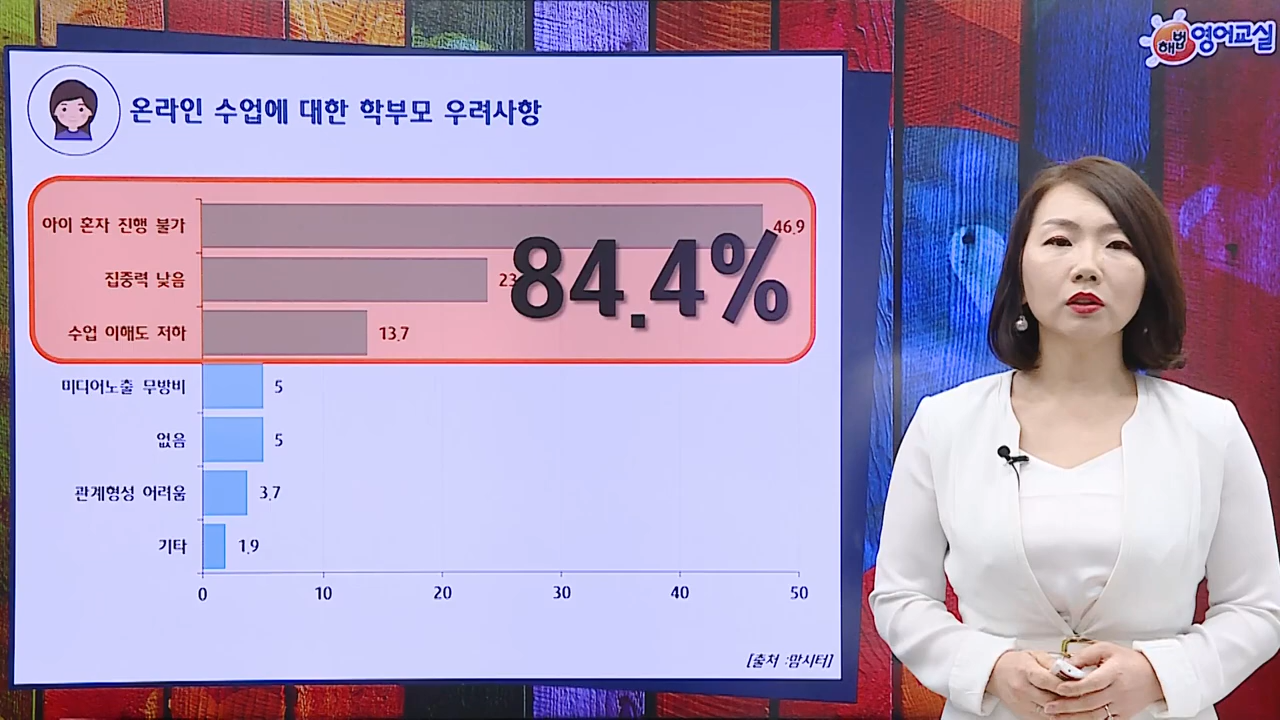 해법영어교실
온라인 수업에 대한 학부모 우려사항
아이 혼자 진행 불가 46.9
집중력 낮음 23
84.4%
수업 이해도 저하 13.7
미디어노출 무방비 5
없음 5
관계형성 어려움 3.7
기타 1.9
0 10 20 30 40 50
[출처 :맘시터]